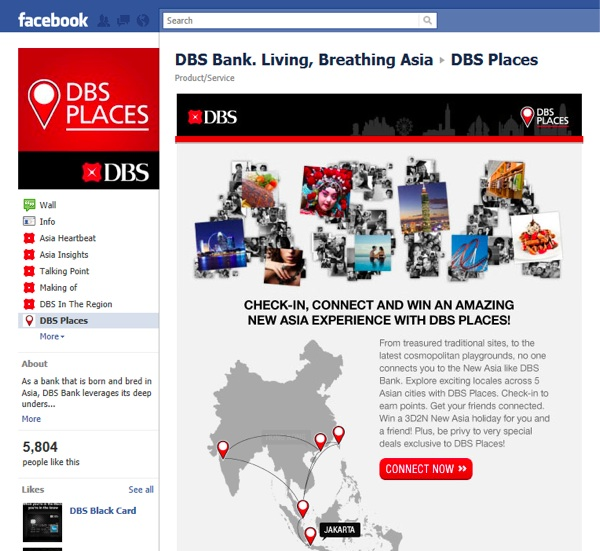 facebook
Search
DBS
PLACES
DBS
Wall
Info
Asia Heartbeat
Asia Insights
Talking Point
Making of
DBS In The Region
DBS Places
More
About
As a bank that is born and bred in
Asia, DBS Bank leverages its deep
unders...
More
5,804
people like this
Likes
See all
DBS Black Card
DBS Bank. Living, Breathing Asia ▸ DBS Places
Product/Service
DBS
DBS
PLACES
CHECK-IN, CONNECT AND WIN AN AMAZING
NEW ASIA EXPERIENCE WITH DBS PLACES!
From treasured traditional sites, to the
latest cosmopolitan playgrounds, no one
connects you to the New Asia like DBS
Bank. Explore exciting locales across 5
Asian cities with DBS Places. Check-in to
earn points. Get your friends connected.
Win a 3D2N New Asia holiday for you and
a friend! Plus, be privy to very special
deals exclusive to DBS Places!
CONNECT NOW »
JAKARTA